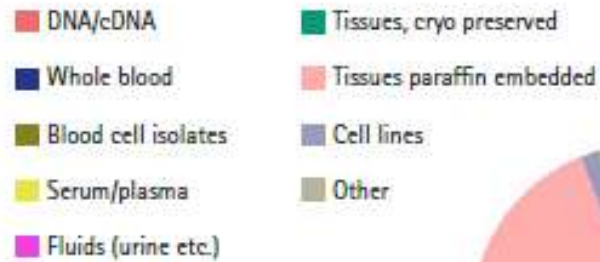 DNA/cDNA
Whole blood
Blood cell isolates
Serum/plasma
Fluids (urine etc.)
Tissues, cryo preserved
Tissues paraffin embedded
Cell lines
Other